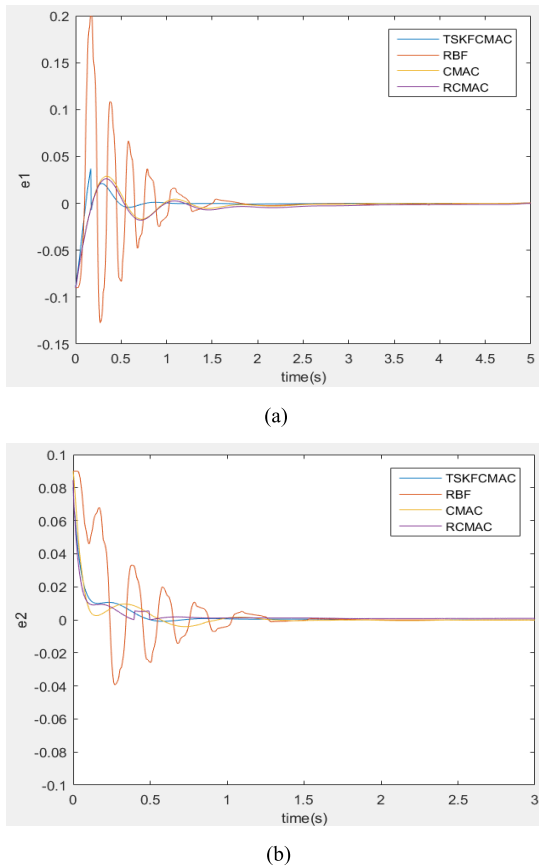 0.2
0.15
0.1
0.05
0
-0.05
-0.1
-0.15
e1
TSKFCMAC
RBF
CMAC
RCMAC
0 0.5 1 1.5 2 2.5 3 3.5 4 4.5 5
time(s)
(a)
0.1
0.08
0.06
0.04
0.02
0
-0.02
-0.04
-0.06
-0.08
-0.1
e2
TSKFCMAC
RBF
CMAC
RCMAC
0 0.5 1 1.5 2 2.5 3
time(s)
(b)